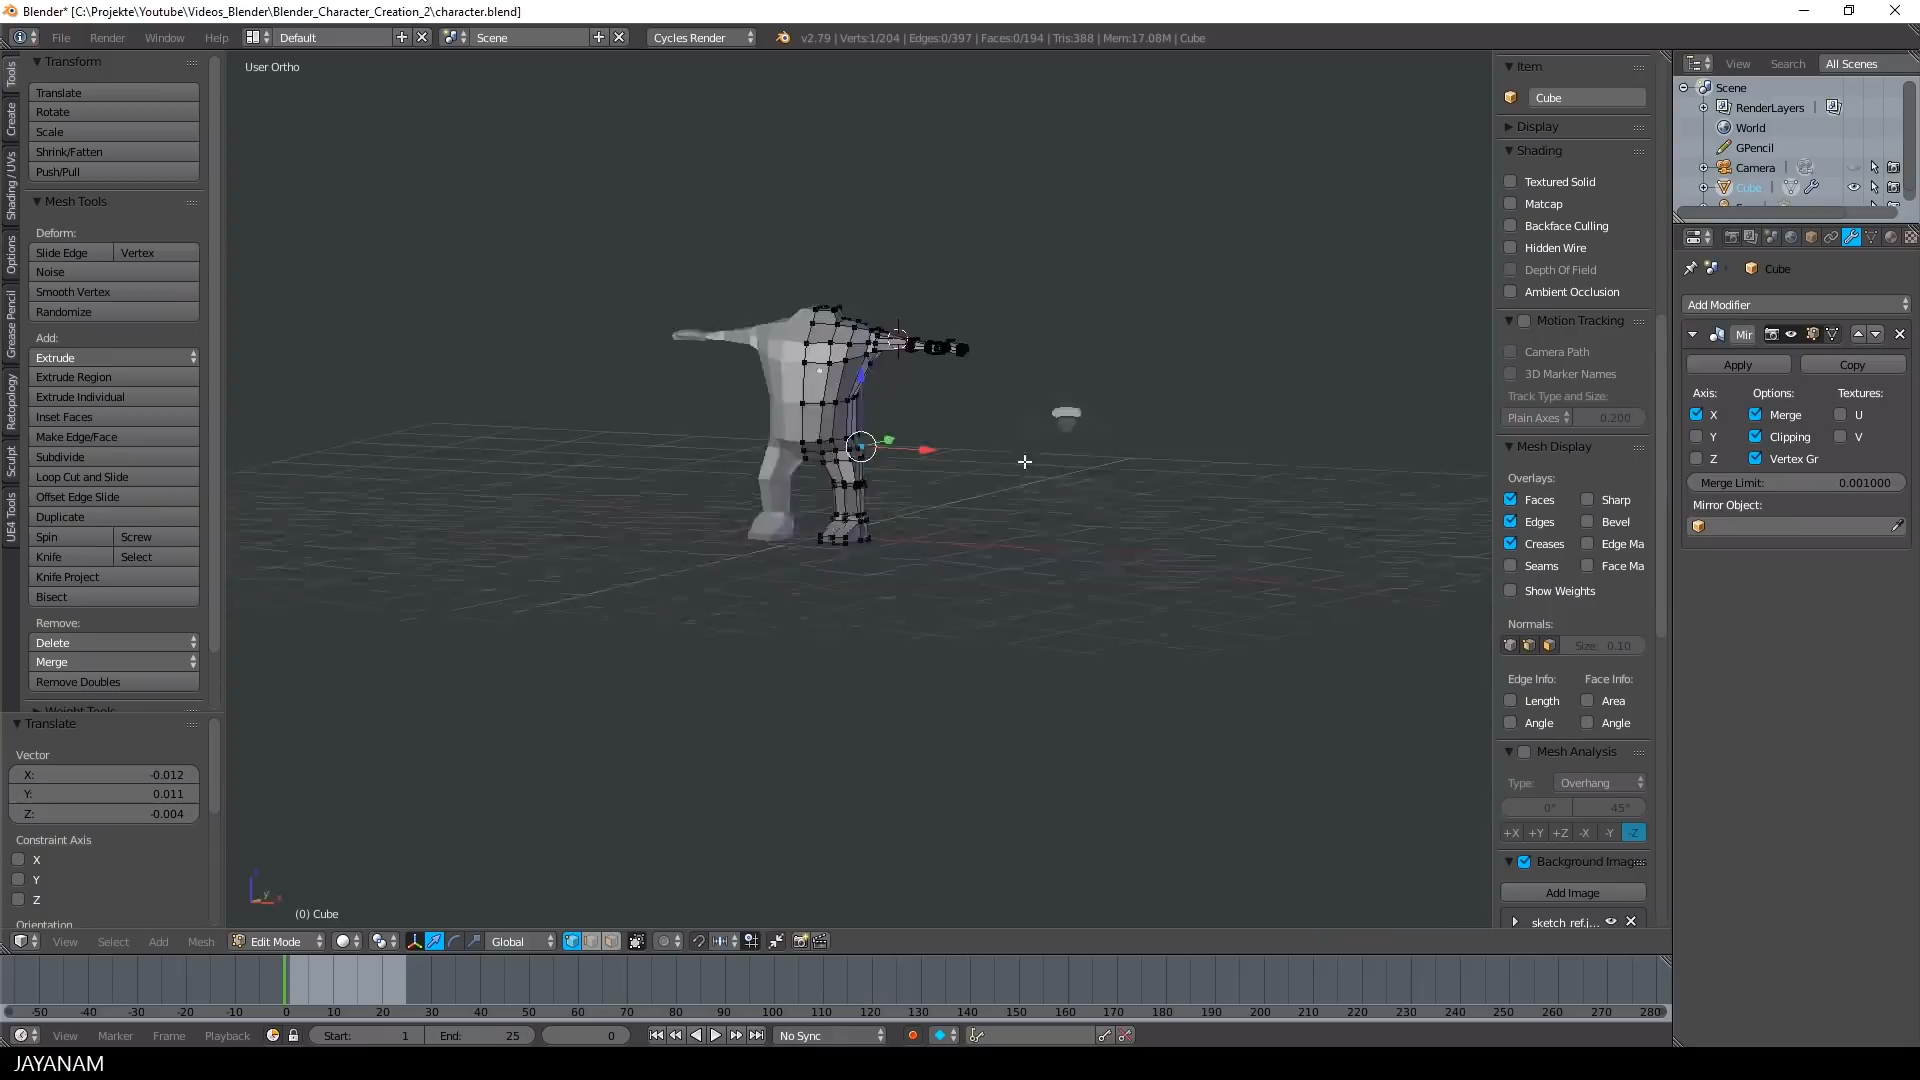 Blender* [C:\Projekte\Youtube\Videos_Blender\Blender_Character_Creation_2\character.blend]
File Render Window Help Default Scene Cycles Render v2.79 | Verts:1/204 | Edges:0/397 | Faces:0/194 | Tris:388 | Mem:17.08M | Cube
Tools
Create
Shading / UVs
Options
Grease Pencil
Retopology
Sculpt
UE4 Tools
Transform
Translate
Rotate
Scale
Shrink/Fatten
Push/Pull
Mesh Tools
Deform:
Slide Edge Vertex
Noise
Smooth Vertex
Randomize
Add:
Extrude
Extrude Region
Extrude Individual
Inset Faces
Make Edge/Face
Subdivide
Loop Cut and Slide
Offset Edge Slide
Duplicate
Spin Screw
Knife Select
Knife Project
Bisect
Remove:
Delete
Merge
Remove Doubles
Translate
Vector
X: -0.012
Y: 0.011
Z: -0.004
Constraint Axis
X
Y
Z
Orientation
User Ortho
(0) Cube
Item
Cube
Display
Shading
Textured Solid
Matcap
Backface Culling
Hidden Wire
Depth Of Field
Ambient Occlusion
Motion Tracking
Camera Path
3D Marker Names
Track Type and Size:
Plain Axes 0.200
Mesh Display
Overlays:
Faces Sharp
Edges Bevel
Creases Edge Ma
Seams Face Ma
Show Weights
Normals:
Size: 0.10
Edge Info: Face Info:
Length Area
Angle Angle
Mesh Analysis
Type: Overhang
0° 45°
+X +Y +Z -X -Y -Z
Background Images
Add Image
sketch_ref.j...
View Search All Scenes
Scene
RenderLayers
World
GPencil
Camera
Cube
Cube
Add Modifier
Mir
Apply Copy
Axis: Options: Textures:
X Merge U
Y Clipping V
Z Vertex Gr
Merge Limit: 0.001000
Mirror Object:
View Select Add Mesh Edit Mode Global
-50 -40 -30 -20 -10 0 10 20 30 40 50 60 70 80 90 100 110 120 130 140 150 160 170 180 190 200 210 220 230 240 250 260 270 280
View Marker Frame Playback Start: 1 End: 25 0 No Sync
JAYANAM